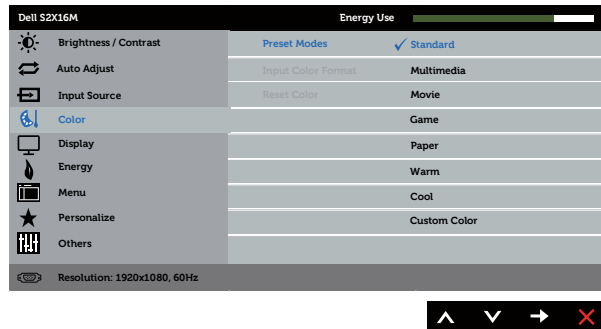 Dell S2X16M Energy Use
Brightness / Contrast Preset Modes Standard
Auto Adjust Input Color Format Multimedia
Input Source Reset Color Movie
Color Game
Display Paper
Energy Warm
Menu Cool
Personalize Custom Color
Others
Resolution: 1920x1080, 60Hz